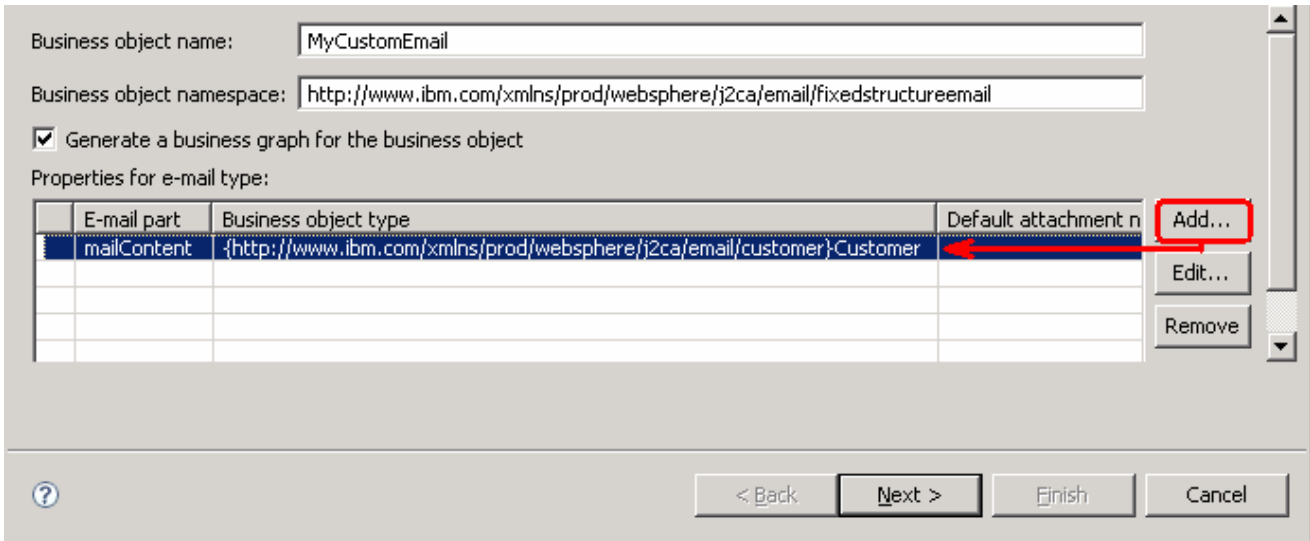 Business object name: MyCustomEmail
Business object namespace: http://www.ibm.com/xmlns/prod/websphere/j2ca/email/fixedstructureemail
Generate a business graph for the business object
Properties for e-mail type:
E-mail part Business object type Default attachment n Add...
mailContent {http://www.ibm.com/xmlns/prod/websphere/j2ca/email/customer}Customer
Edit...
Remove
? < Back Next > Finish Cancel